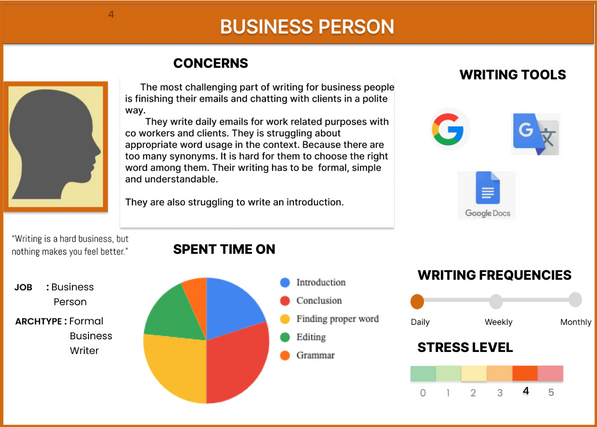 4
BUSINESS PERSON
CONCERNS
The most challenging part of writing for business people
is finishing their emails and chatting with clients in a polite
way.
They write daily emails for work related purposes with
co workers and clients. They is struggling about
appropriate word usage in the context. Because there are
too many synonyms. It is hard for them to choose the right
word among them. Their writing has to be formal, simple
and understandable.
They are also struggling to write an introduction.
WRITING TOOLS
G
G
文
Google Docs
"Writing is a hard business, but
nothing makes you feel better."
JOB : Business
Person
ARCHTYPE : Formal
Business
Writer
SPENT TIME ON
Introduction
Conclusion
Finding proper word
Editing
Grammar
WRITING FREQUENCIES
Daily
Weekly
Monthly
STRESS LEVEL
0 1 2 3 4 5